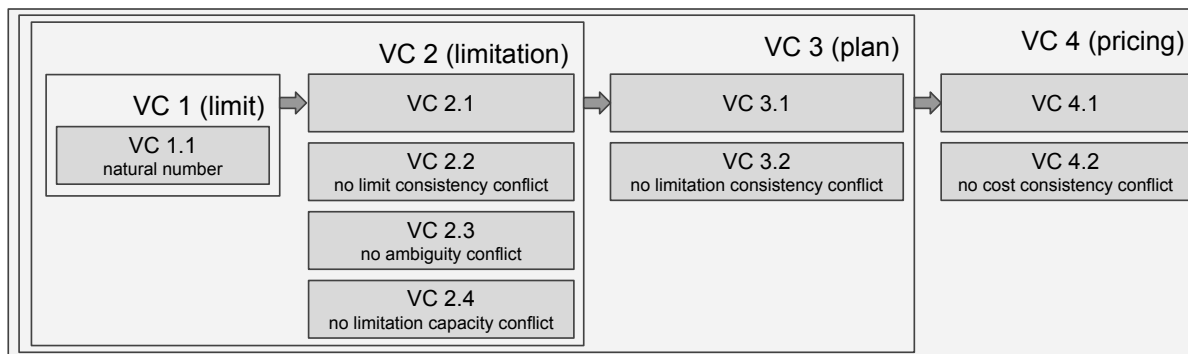 VC 1 (limit)
VC 1.1
natural number
VC 2 (limitation)
VC 2.1
VC 2.2
no limit consistency conflict
VC 2.3
no ambiguity conflict
VC 2.4
no limitation capacity conflict
VC 3 (plan)
VC 3.1
VC 3.2
no limitation consistency conflict
VC 4 (pricing)
VC 4.1
VC 4.2
no cost consistency conflict